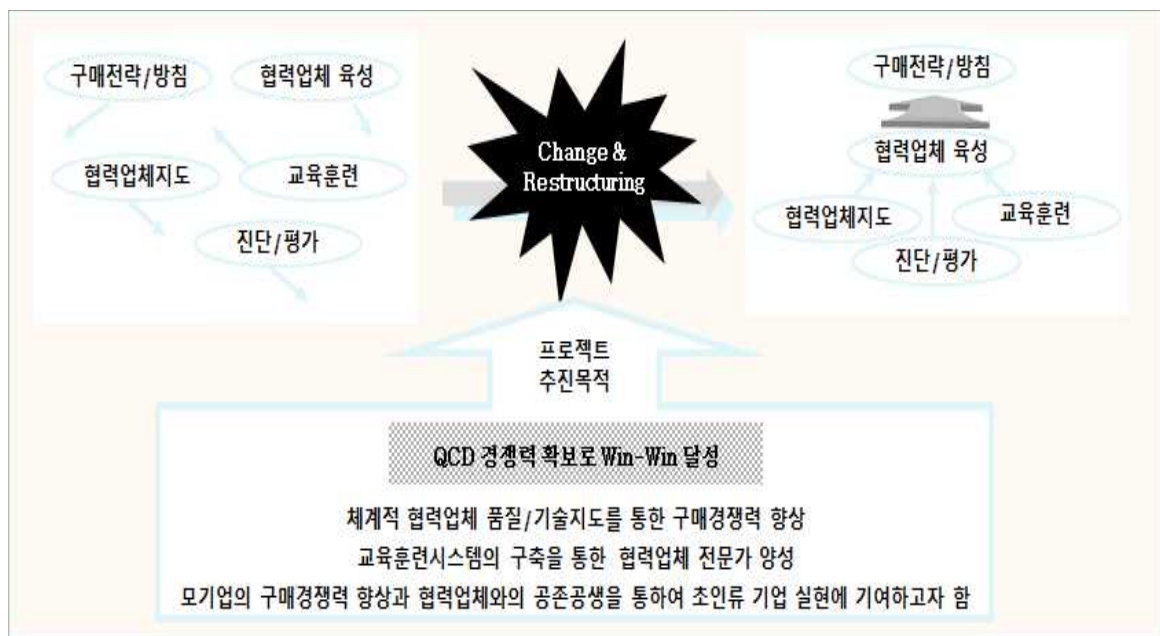 구매전략/방침
협력업체 육성
협력업체지도
교육훈련
진단/평가
Change &
Restructuring
구매전략/방침
협력업체 육성
협력업체지도
교육훈련
진단/평가
프로젝트
추진목적
QCD 경쟁력 확보로 Win-Win 달성
체계적 협력업체 품질/기술지도를 통한 구매경쟁력 향상
교육훈련시스템의 구축을 통한 협력업체 전문가 양성
모기업의 구매경쟁력 향상과 협력업체와의 공존공생을 통하여 초인류 기업 실현에 기여하고자 함